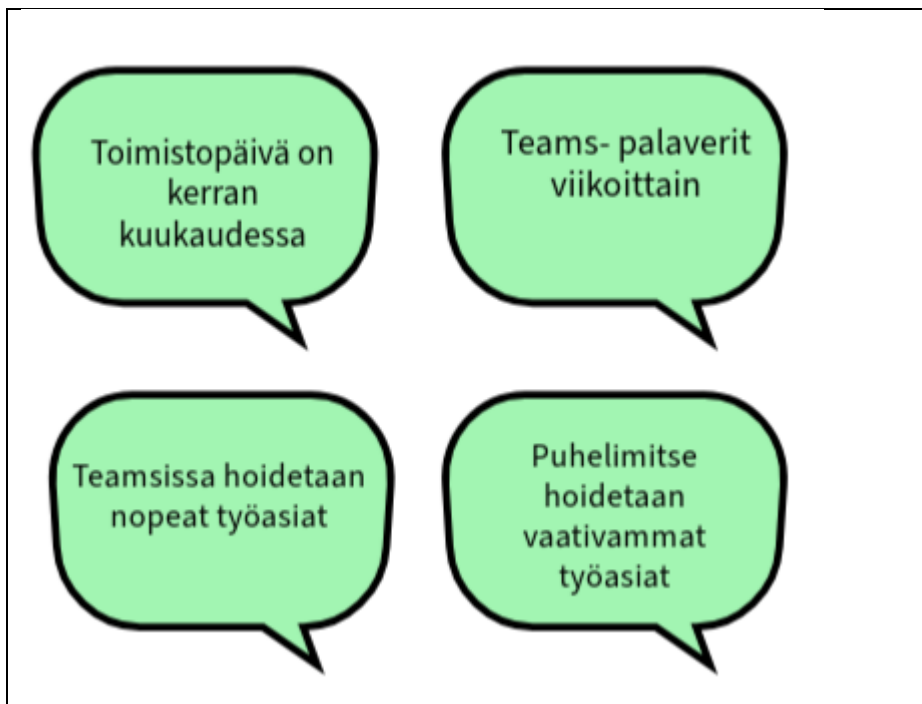 Toimistopäivä on
kerran
kuukaudessa
Teams- palaverit
viikoittain
Teamsissa hoidetaan
nopeat työasiat
Puhelimitse
hoidetaan
vaativammat
työasiat